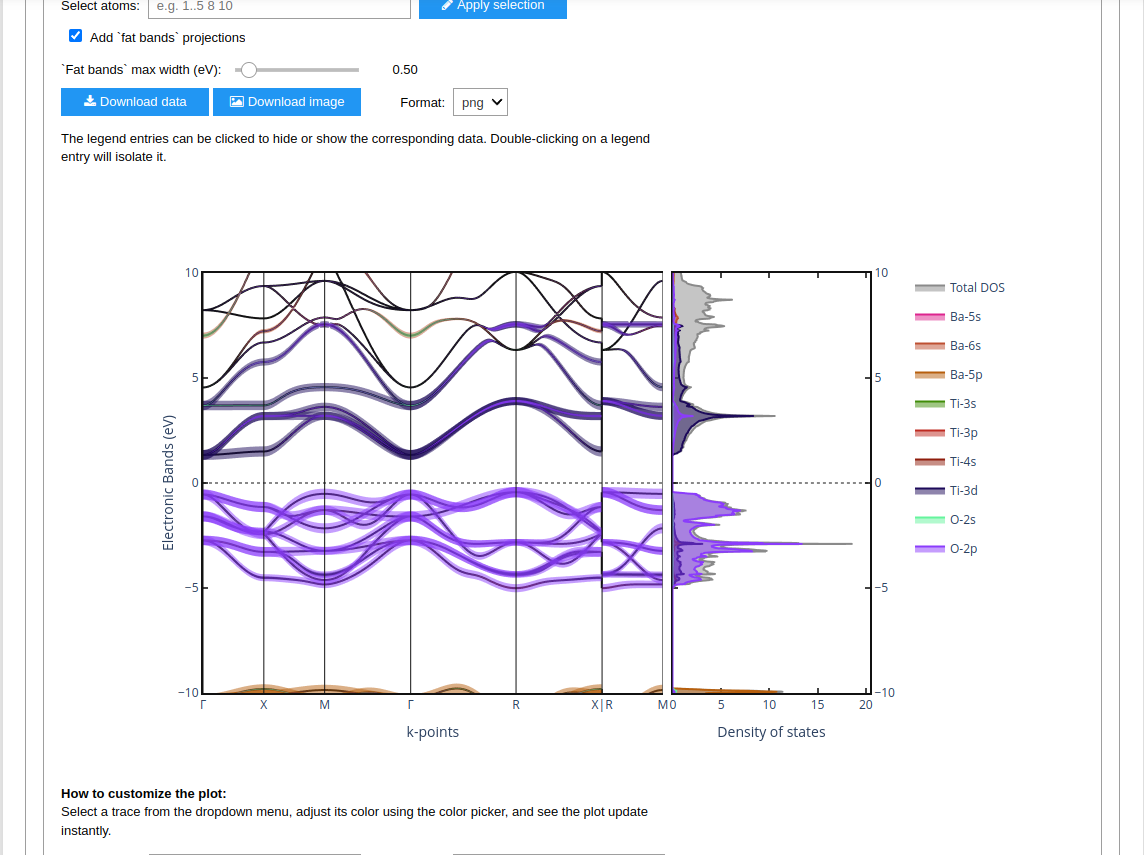 Select atoms: e.g. 1..5 8 10 Apply selection
Add `fat bands` projections
`Fat bands` max width (eV): 0.50
Download data Download image Format: png
The legend entries can be clicked to hide or show the corresponding data. Double-clicking on a legend
entry will isolate it.
10 10
5 5
0 0
−5 −5
−10 −10
Electronic Bands (eV)
Γ X M Γ R X|R M 0 5 10 15 20
k-points Density of states
Total DOS
Ba-5s
Ba-6s
Ba-5p
Ti-3s
Ti-3p
Ti-4s
Ti-3d
O-2s
O-2p
How to customize the plot:
Select a trace from the dropdown menu, adjust its color using the color picker, and see the plot update
instantly.